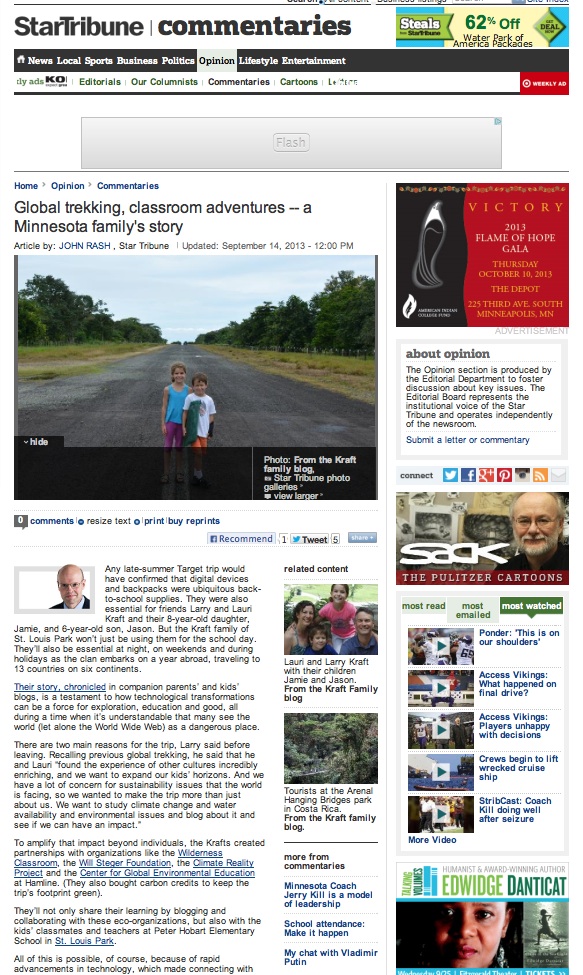 StarTribune | commentaries
Steals
from StarTribune
62% Off
Water Park of
America Packages
GET
DEAL
NOW
News Local Sports Business Politics Opinion Lifestyle Entertainment
dy ads
Editorials
Our Columnists
Commentaries
Cartoons
WEEKLY AD
Flash
Home > Opinion > Commentaries
Global trekking, classroom adventures -- a
Minnesota family's story
Article by: JOHN RASH , Star Tribune | Updated: September 14, 2013 - 12:00 PM
hide
Photo: From the Kraft
family blog,
Star Tribune photo
galleries
view larger
0 comments
resize text
print
buy reprints
Recommend 1
Tweet 5
share
Any late-summer Target trip would
have confirmed that digital devices
and backpacks were ubiquitous back-
to-school supplies. They were also
essential for friends Larry and Lauri
Kraft and their 8-year-old daughter,
Jamie, and 6-year-old son, Jason. But the Kraft family of
St. Louis Park won't just be using them for the school day.
They'll also be essential at night, on weekends and during
holidays as the clan embarks on a year abroad, traveling to
13 countries on six continents.
Their story, chronicled in companion parents' and kids'
blogs, is a testament to how technological transformations
can be a force for exploration, education and good, all
during a time when it's understandable that many see the
world (let alone the World Wide Web) as a dangerous place.
There are two main reasons for the trip, Larry said before
leaving. Recalling previous global trekking, he said that he
and Lauri "found the experience of other cultures incredibly
enriching, and we want to expand our kids' horizons. And we
have a lot of concern for sustainability issues that the world
is facing, so we wanted to make the trip more than just
about us. We want to study climate change and water
availability and environmental issues and blog about it and
see if we can have an impact."
To amplify that impact beyond individuals, the Krafts created
partnerships with organizations like the Wilderness
Classroom, the Will Steger Foundation, the Climate Reality
Project and the Center for Global Environmental Education
at Hamline. (They also bought carbon credits to keep the
trip's footprint green).
They'll not only share their learning by blogging and
collaborating with these eco-organizations, but also with the
kids' classmates and teachers at Peter Hobart Elementary
School in St. Louis Park.
All of this is possible, of course, because of rapid
advancements in technology, which made connecting with
related content
Lauri and Larry Kraft
with their children
Jamie and Jason.
From the Kraft Family
blog
Tourists at the Arenal
Hanging Bridges park
in Costa Rica.
From the Kraft family
blog.
more from
commentaries
Minnesota Coach
Jerry Kill is a model
of leadership
School attendance:
Make it happen
My chat with Vladimir
Putin
VICTORY
2013
FLAME OF HOPE
GALA
THURSDAY
OCTOBER 10, 2013
THE DEPOT
225 THIRD AVE. SOUTH
MINNEAPOLIS, MN
AMERICAN INDIAN
COLLEGE FUND
ADVERTISEMENT
about opinion
The Opinion section is produced by
the Editorial Department to foster
discussion about key issues. The
Editorial Board represents the
institutional voice of the Star
Tribune and operates independently
of the newsroom.
Submit a letter or commentary
connect
sack
THE PULITZER CARTOONS
most read
most
emailed
most watched
Ponder: 'This is on
our shoulders'
Access Vikings:
What happened on
final drive?
Access Vikings:
Players unhappy
with decisions
Crews begin to lift
wrecked cruise
ship
StribCast: Coach
Kill doing well
after seizure
More Video
TALKING
VOLUMES
HUMANIST & AWARD-WINNING AUTHOR
EDWIDGE DANTICAT
Wednesday 9/25 | Fitzgerald Theater | TICKETS